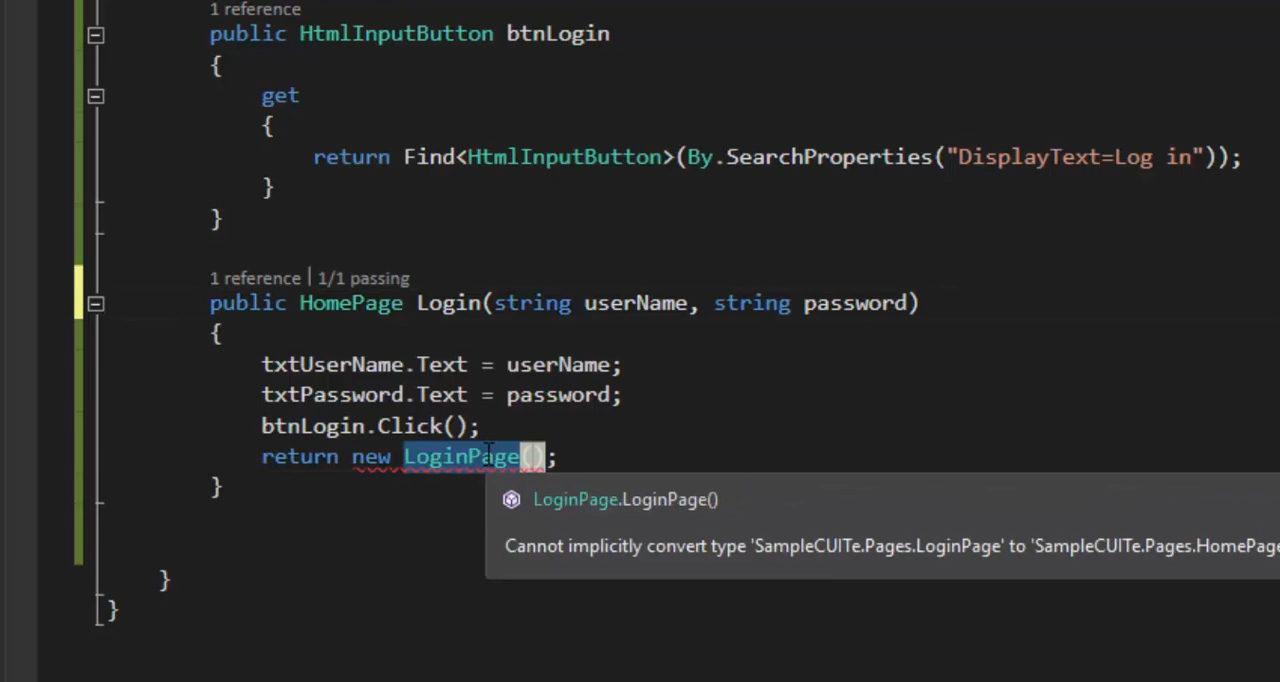 1 reference
public HtmlInputButton btnLogin
{
get
{
return Find<HtmlInputButton>(By.SearchProperties("DisplayText=Log in"));
}
}
1 reference | 1/1 passing
public HomePage Login(string userName, string password)
{
txtUserName.Text = userName;
txtPassword.Text = password;
btnLogin.Click();
return new LoginPage();
}
LoginPage.LoginPage()
Cannot implicitly convert type 'SampleCUITe.Pages.LoginPage' to 'SampleCUITe.Pages.HomePage
}
}